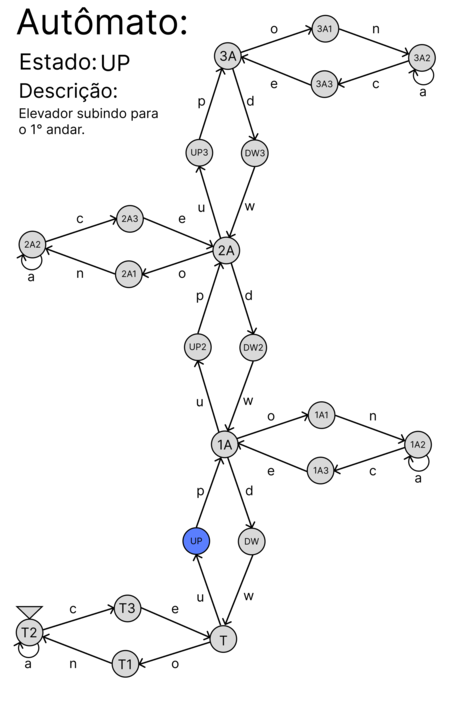 Autômato:
Estado: UP
Descrição:
Elevador subindo para
o 1° andar.
3A
o
3A1
n
3A2
a
c
3A3
e
p
d
UP3
DW3
u
w
2A
c
2A3
e
2A2
a
n
2A1
o
p
d
UP2
DW2
u
w
1A
o
1A1
n
1A2
a
c
1A3
e
p
d
UP
DW
u
w
T
c
T3
e
T2
a
n
T1
o